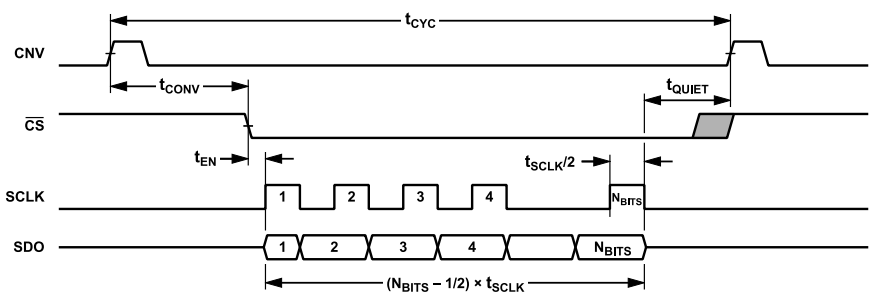 tCYC
CNV
tCONV
tQUIET
CS
tEN
tSCLK/2
SCLK
1 2 3 4 NBITS
SDO
1 2 3 4 NBITS
(NBITS – 1/2) × tSCLK